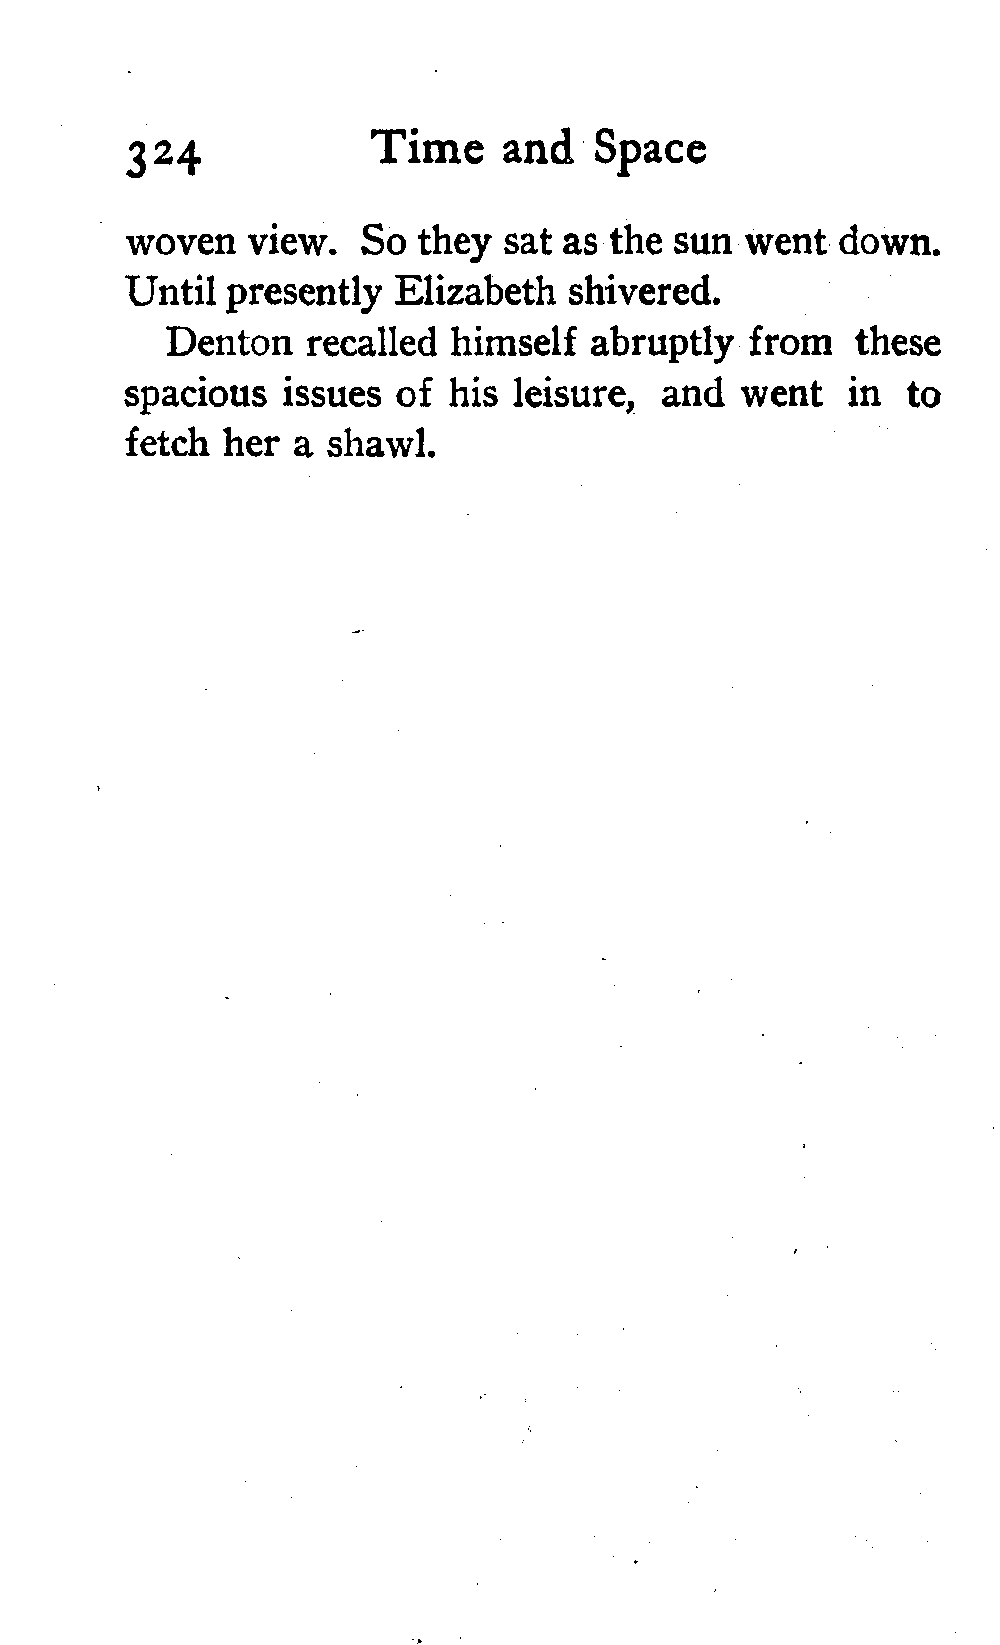 324 Time and Space
woven view. So they sat as the sun went down.
Until presently Elizabeth shivered.
Denton recalled himself abruptly from these
spacious issues of his leisure, and went in to
fetch her a shawl.